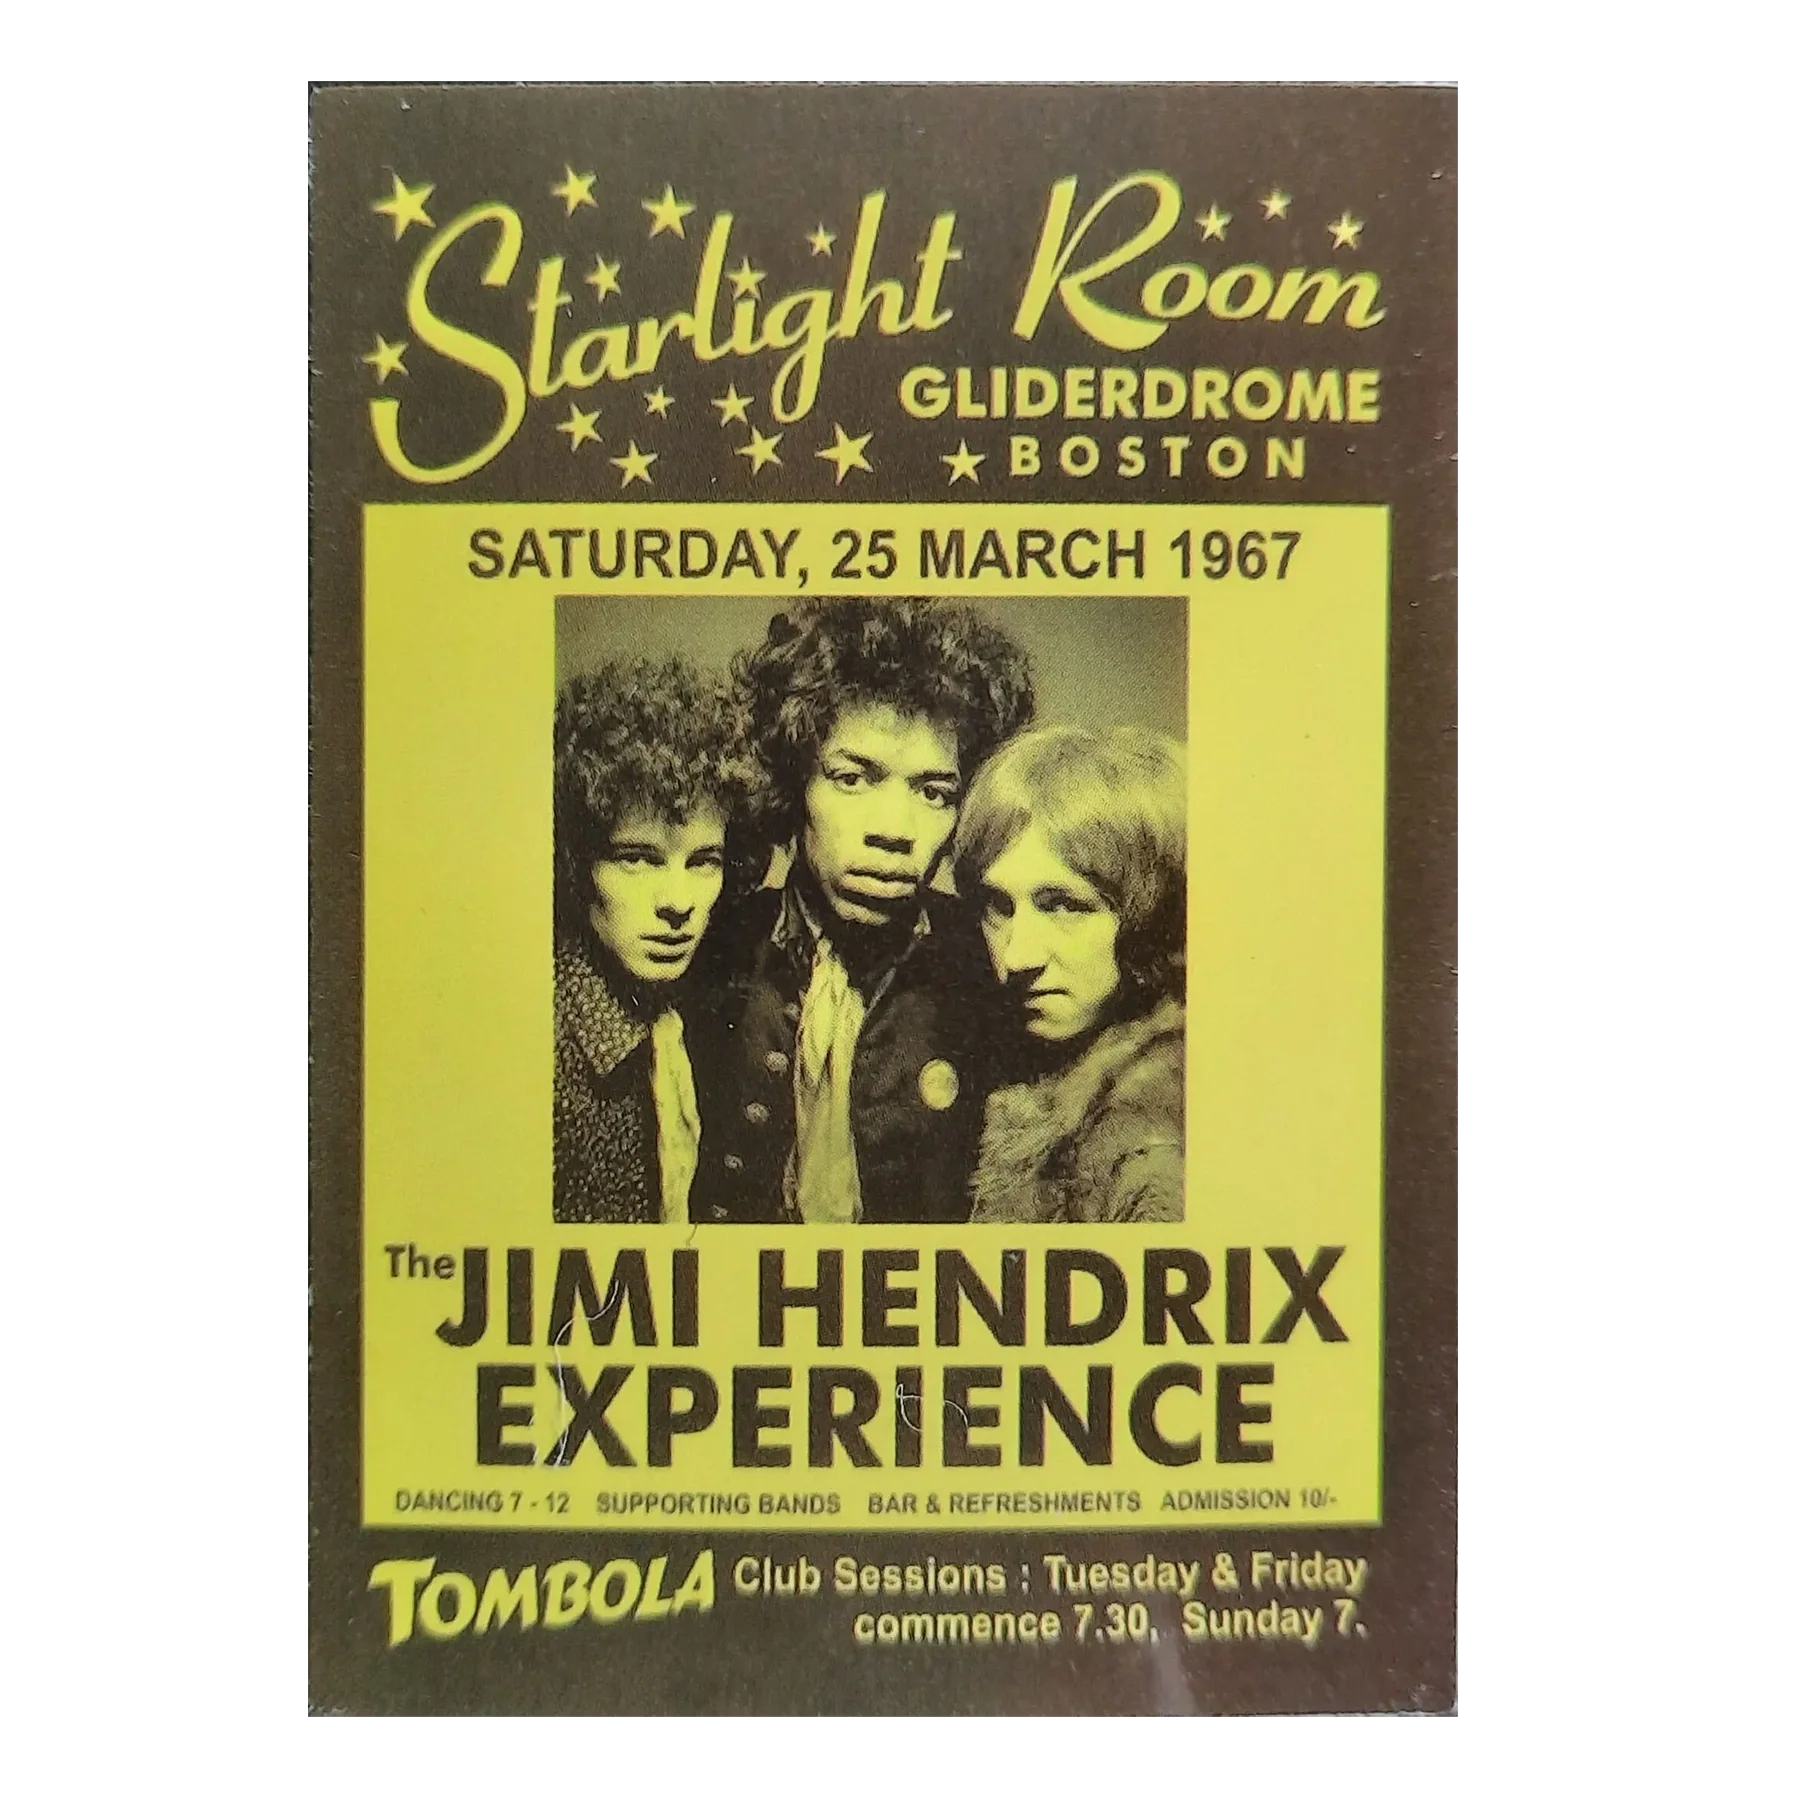 Starlight Room
GLIDERDROME
BOSTON
SATURDAY, 25 MARCH 1967
The JIMI HENDRIX
EXPERIENCE
DANCING 7 - 12 SUPPORTING BANDS BAR & REFRESHMENTS ADMISSION 10/-
TOMBOLA Club Sessions : Tuesday & Friday
commence 7.30, Sunday 7.